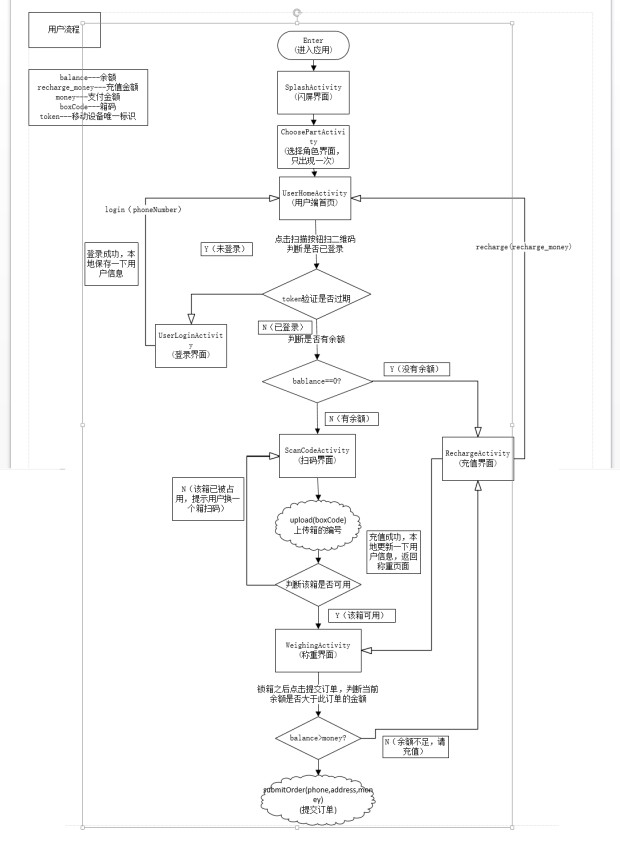 用户流程
Enter
(进入应用)
balance---余额
recharge_money---充值金额
money---支付金额
boxCode---箱码
token---移动设备唯一标识
SplashActivity
(闪屏界面)
ChoosePartActivi
ty
(选择角色界面,
只出现一次)
UserHomeActivity
(用户端首页)
login（phoneNumber）
点击扫描按钮扫二维码
判断是否已登录
Y（未登录）
recharge(recharge_money)
登录成功，本
地保存一下用
户信息
token验证是否过期
UserLoginActivit
y
(登录界面)
N（已登录）
判断是否有余额
Y（没有余额）
bablance==0?
N（有余额）
ScanCodeActivity
(扫码界面)
RechargeActivity
(充值界面)
N（该箱已被占
用，提示用户换一
个箱扫码）
upload(boxCode)
上传箱的编号
充值成功，本
地更新一下用
户信息，返回
称重页面
判断该箱是否可用
Y（该箱可用）
WeighingActivity
(称重界面)
锁箱之后点击提交订单，判断当前
余额是否大于此订单的金额
balance>money?
N（余额不足，请
充值）
submitOrder(phone,address,mon
ey)
(提交订单)